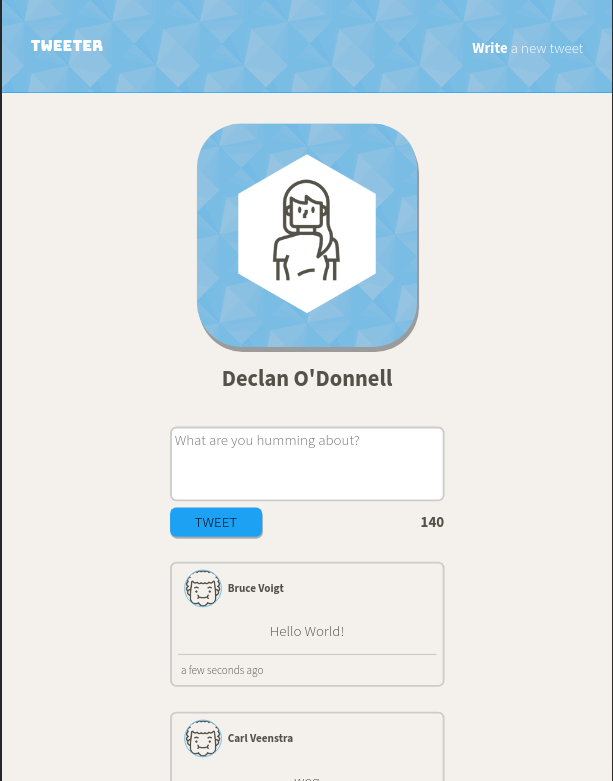 TWEETER
Write a new tweet
Declan O'Donnell
What are you humming about?
TWEET
140
Bruce Voigt
Hello World!
a few seconds ago
Carl Veenstra